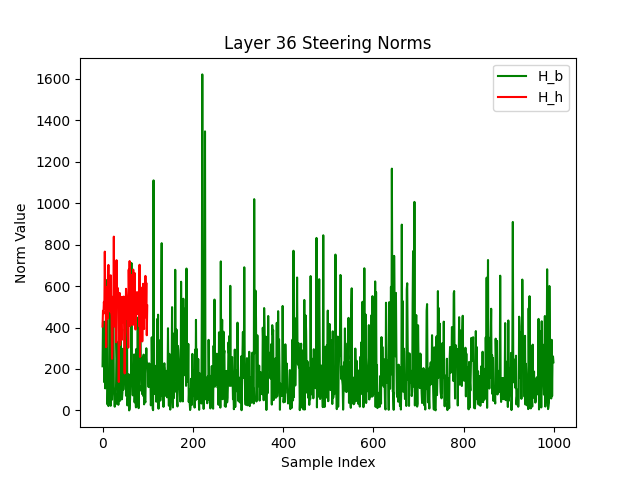 Layer 36 Steering Norms
H_b
H_h
Norm Value
1600
1400
1200
1000
800
600
400
200
0
0 200 400 600 800 1000
Sample Index